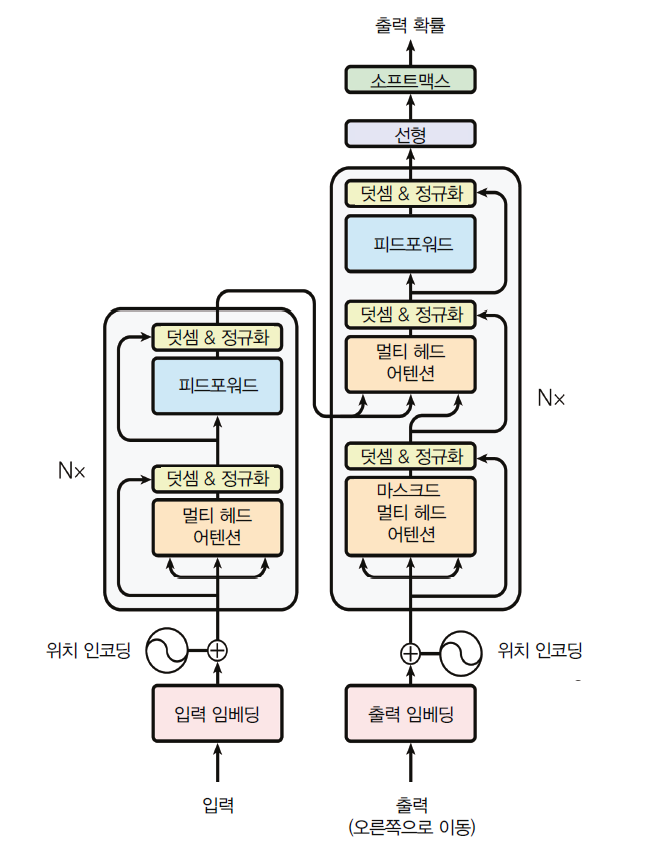 출력 확률
소프트맥스
선형
덧셈 & 정규화
피드포워드
덧셈 & 정규화
멀티 헤드
어텐션
N×
덧셈 & 정규화
마스크드
멀티 헤드
어텐션
덧셈 & 정규화
피드포워드
N×
덧셈 & 정규화
멀티 헤드
어텐션
위치 인코딩
위치 인코딩
입력 임베딩
출력 임베딩
입력
출력
(오른쪽으로 이동)